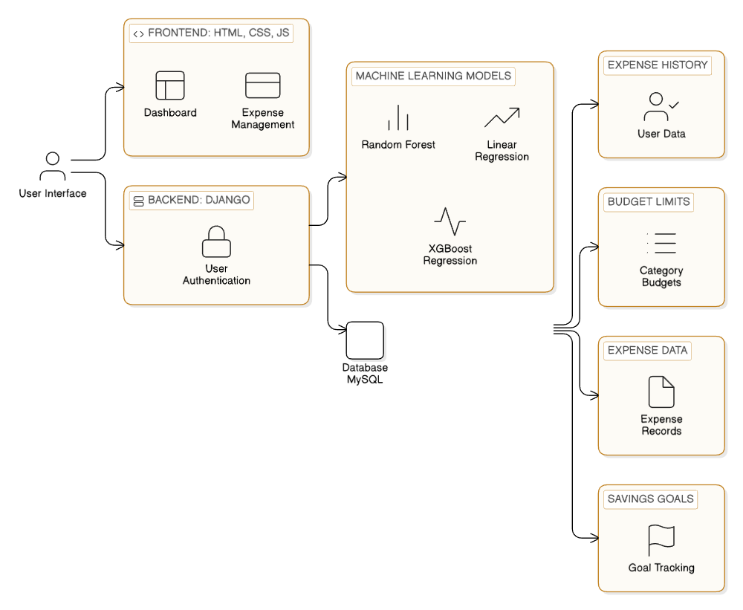 FRONTEND: HTML, CSS, JS
Dashboard
Expense
Management
User Interface
BACKEND: DJANGO
User
Authentication
MACHINE LEARNING MODELS
Random Forest
Linear
Regression
XGBoost
Regression
Database
MySQL
EXPENSE HISTORY
User Data
BUDGET LIMITS
Category
Budgets
EXPENSE DATA
Expense
Records
SAVINGS GOALS
Goal Tracking